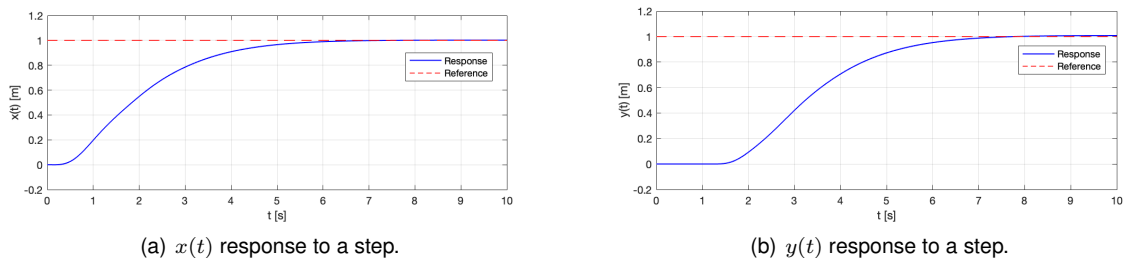 1.2
1
0.8
0.6
0.4
0.2
0
-0.2
x(t) [m]
0 1 2 3 4 5 6 7 8 9 10
t [s]
Response
Reference
(a) x(t) response to a step.
1.2
1
0.8
0.6
0.4
0.2
0
-0.2
y(t) [m]
0 1 2 3 4 5 6 7 8 9 10
t [s]
Response
Reference
(b) y(t) response to a step.